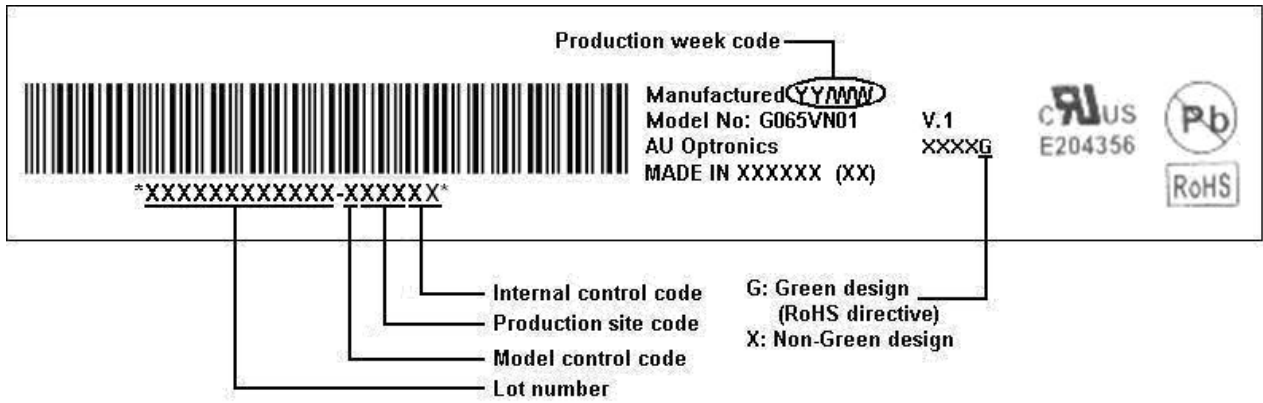 Production week code
Manufactured YY/WW
Model No: G065VN01 V.1
AU Optronics XXXXG
MADE IN XXXXXX (XX)
*XXXXXXXXXXXX-XXXXXX*
C RU US
E204356
Pb
RoHS
Internal control code
Production site code
Model control code
Lot number
G: Green design
(RoHS directive)
X: Non-Green design